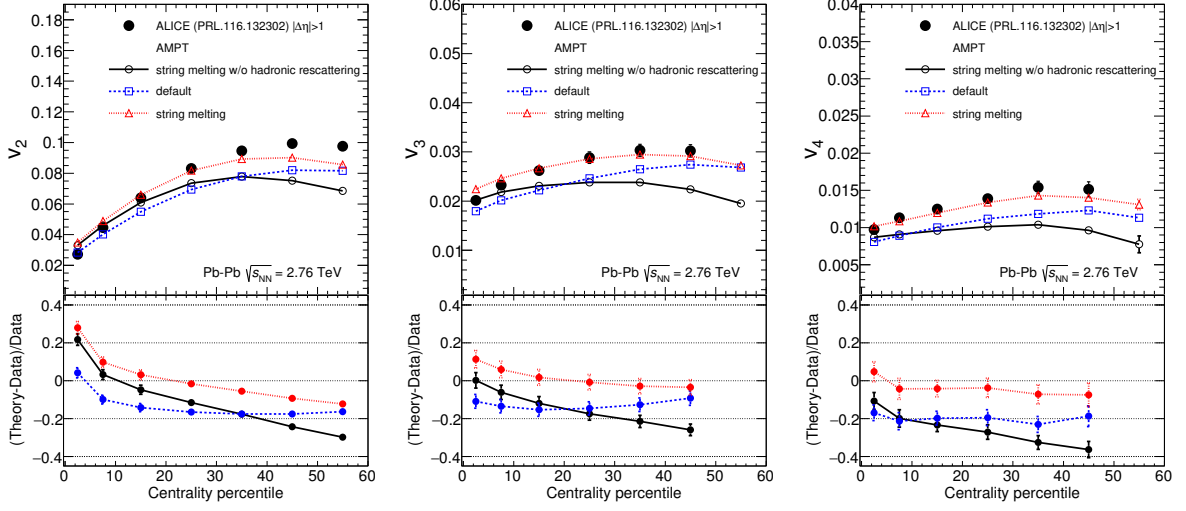 v2
0.18
0.16
0.14
0.12
0.1
0.08
0.06
0.04
0.02
ALICE (PRL.116.132302) |Δη|>1
AMPT
string melting w/o hadronic rescattering
default
string melting
Pb-Pb √sNN = 2.76 TeV
(Theory-Data)/Data
0.4
0.2
0
−0.2
−0.4
0 10 20 30 40 50 60
Centrality percentile
v3
0.06
0.05
0.04
0.03
0.02
0.01
ALICE (PRL.116.132302) |Δη|>1
AMPT
string melting w/o hadronic rescattering
default
string melting
Pb-Pb √sNN = 2.76 TeV
(Theory-Data)/Data
0.4
0.2
0
−0.2
−0.4
0 10 20 30 40 50 60
Centrality percentile
v4
0.04
0.035
0.03
0.025
0.02
0.015
0.01
0.005
ALICE (PRL.116.132302) |Δη|>1
AMPT
string melting w/o hadronic rescattering
default
string melting
Pb-Pb √sNN = 2.76 TeV
(Theory-Data)/Data
0.4
0.2
0
−0.2
−0.4
0 10 20 30 40 50 60
Centrality percentile